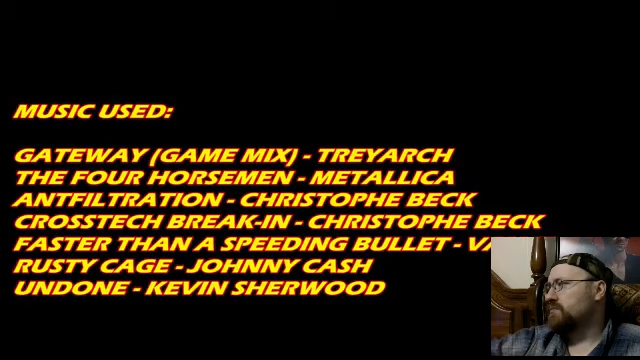 MUSIC USED:
GATEWAY (GAME MIX) - TREYARCH
THE FOUR HORSEMEN - METALLICA
ANTFILTRATION - CHRISTOPHE BECK
CROSSTECH BREAK-IN - CHRISTOPHE BECK
FASTER THAN A SPEEDING BULLET -
RUSTY CAGE - JOHNNY CASH
UNDONE - KEVIN SHERWOOD